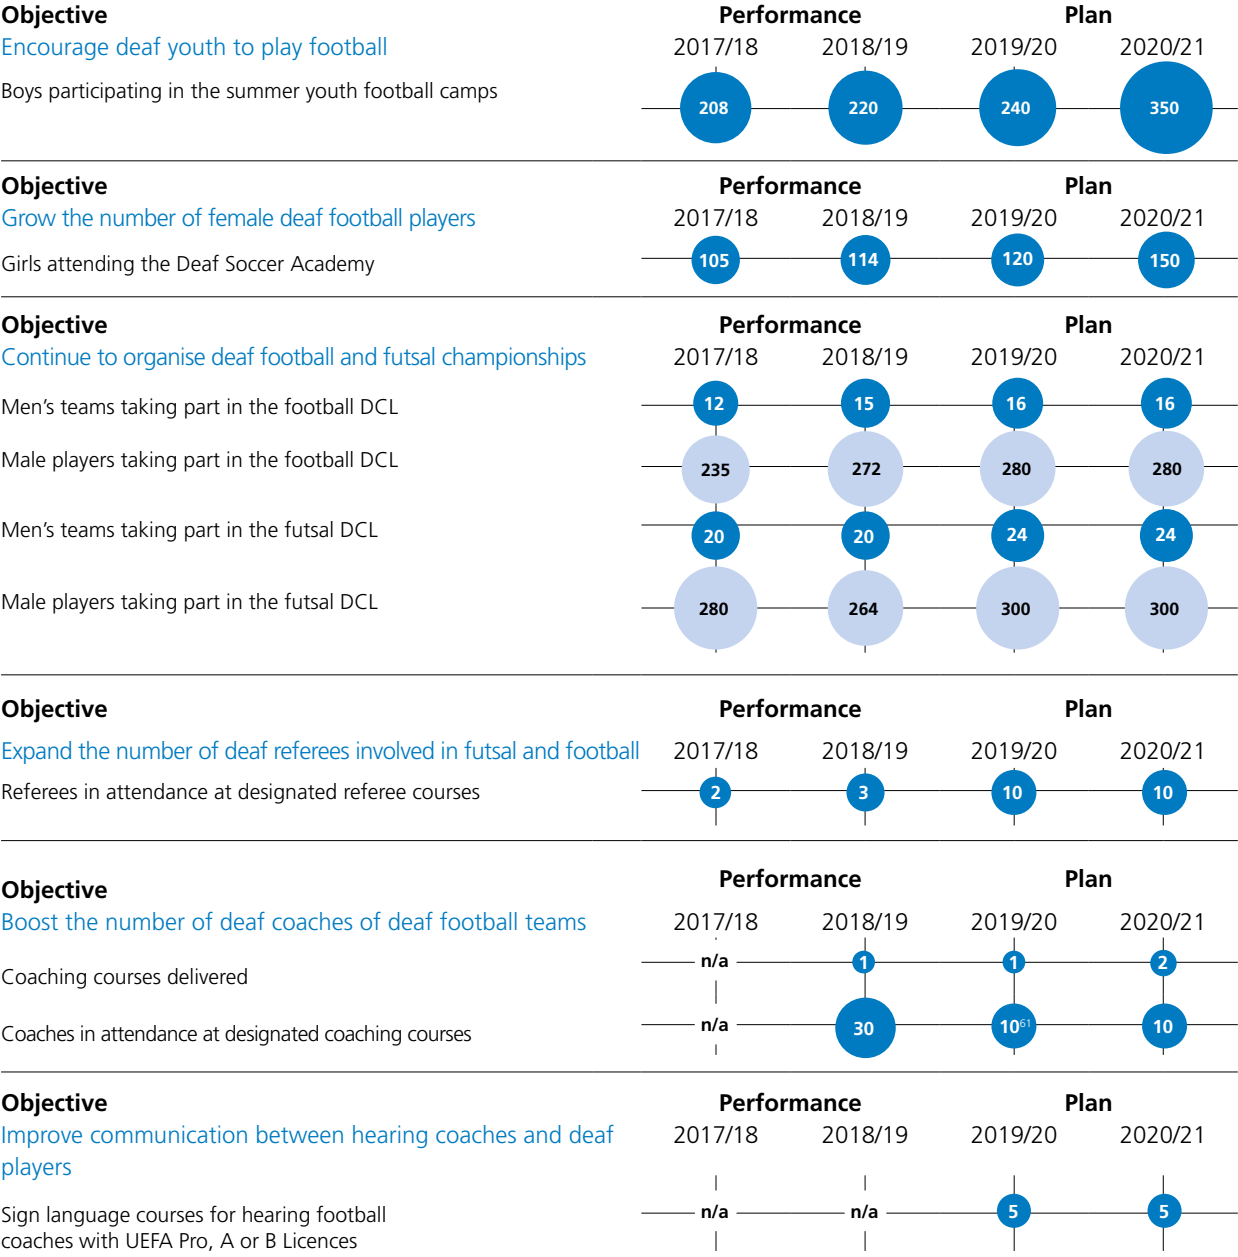 Objective Performance Plan
Encourage deaf youth to play football 2017/18 2018/19 2019/20 2020/21
Boys participating in the summer youth football camps 208 220 240 350
Objective Performance Plan
Grow the number of female deaf football players 2017/18 2018/19 2019/20 2020/21
Girls attending the Deaf Soccer Academy 105 114 120 150
Objective Performance Plan
Continue to organise deaf football and futsal championships 2017/18 2018/19 2019/20 2020/21
Men’s teams taking part in the football DCL 12 15 16 16
Male players taking part in the football DCL 235 272 280 280
Men’s teams taking part in the futsal DCL 20 20 24 24
Male players taking part in the futsal DCL 280 264 300 300
Objective Performance Plan
Expand the number of deaf referees involved in futsal and football 2017/18 2018/19 2019/20 2020/21
Referees in attendance at designated referee courses 2 3 10 10
Objective Performance Plan
Boost the number of deaf coaches of deaf football teams 2017/18 2018/19 2019/20 2020/21
Coaching courses delivered n/a 1 1 2
Coaches in attendance at designated coaching courses n/a 30 10⁶¹ 10
Objective Performance Plan
Improve communication between hearing coaches and deaf 2017/18 2018/19 2019/20 2020/21
players
Sign language courses for hearing football n/a n/a 5 5
coaches with UEFA Pro, A or B Licences